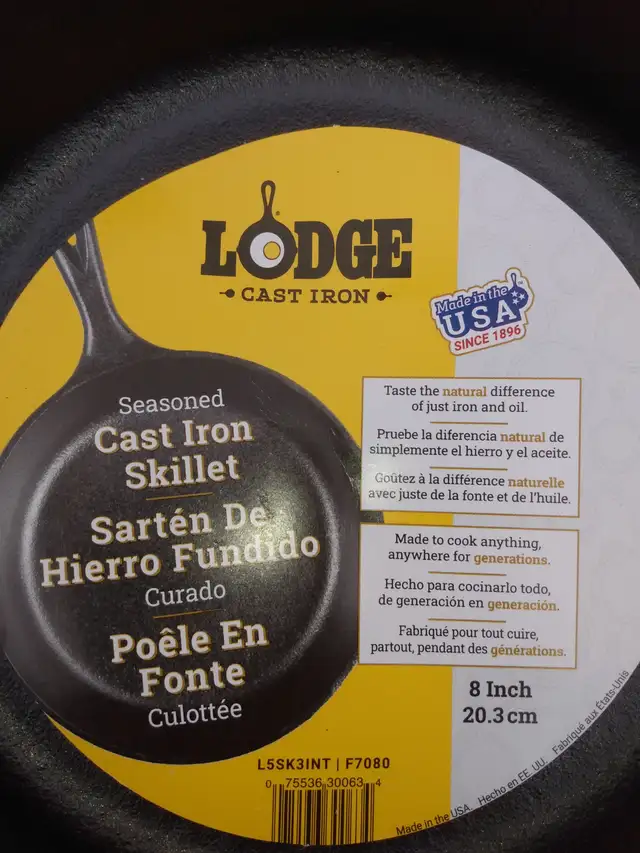 LODGE
CAST IRON
Made in the
USA
SINCE 1896
Seasoned
Cast Iron
Skillet
Sartén De
Hierro Fundido
Curado
Poêle En
Fonte
Culottée
Taste the natural difference
of just iron and oil.
Pruebe la diferencia natural de
simplemente el hierro y el aceite.
Goûtez à la différence naturelle
avec juste de la fonte et de l'huile.
Made to cook anything,
anywhere for generations.
Hecho para cocinarlo todo,
de generación en generación.
Fabriqué pour tout cuire,
partout, pendant des générations.
8 Inch
20.3 cm
L5SK3INT | F7080
0 75536 30063 4
Made in the USA. Hecho en EE. UU. Fabriqué aux États-Unis